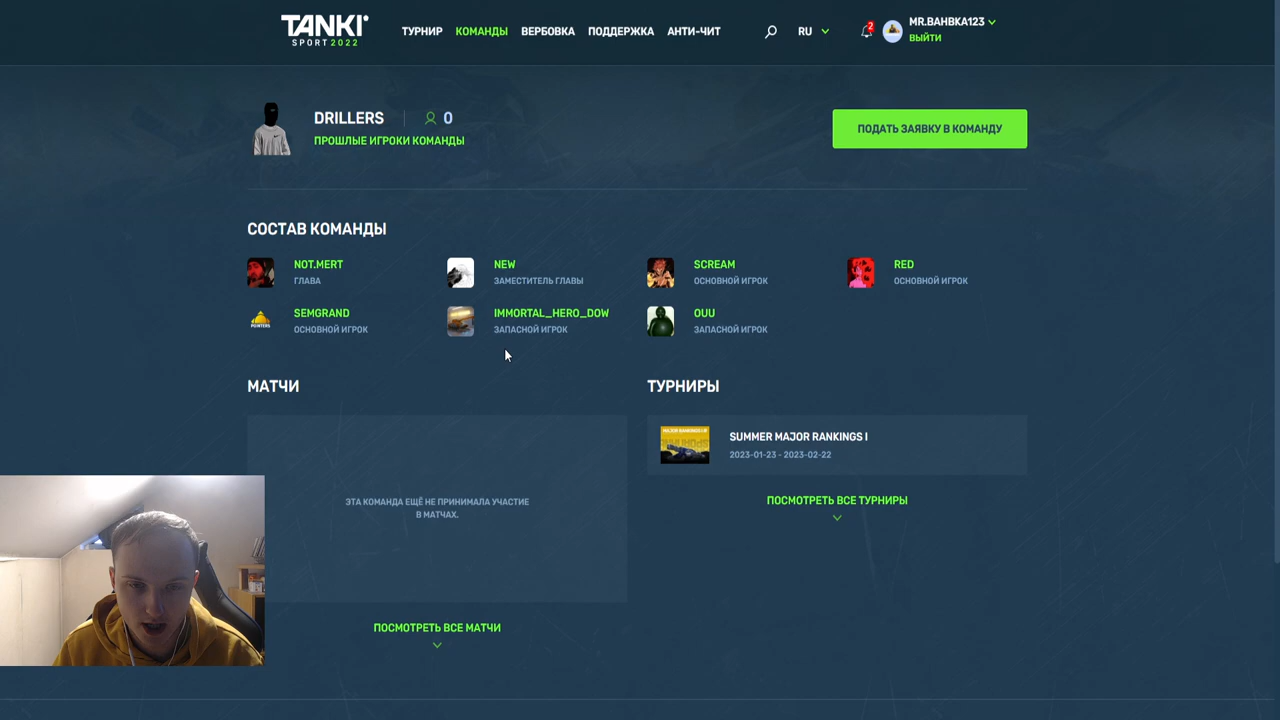 TANKI
SPORT 2022
ТУРНИР
КОМАНДЫ
ВЕРБОВКА
ПОДДЕРЖКА
АНТИ-ЧИТ
RU
2
MR.BAHBKA123
ВЫЙТИ
DRILLERS
0
ПРОШЛЫЕ ИГРОКИ КОМАНДЫ
ПОДАТЬ ЗАЯВКУ В КОМАНДУ
СОСТАВ КОМАНДЫ
NOT.MERT
ГЛАВА
NEW
ЗАМЕСТИТЕЛЬ ГЛАВЫ
SCREAM
ОСНОВНОЙ ИГРОК
RED
ОСНОВНОЙ ИГРОК
SEMGRAND
ОСНОВНОЙ ИГРОК
IMMORTAL_HERO_DOW
ЗАПАСНОЙ ИГРОК
OUU
ЗАПАСНОЙ ИГРОК
МАТЧИ
ЭТА КОМАНДА ЕЩЁ НЕ ПРИНИМАЛА УЧАСТИЕ
В МАТЧАХ.
ПОСМОТРЕТЬ ВСЕ МАТЧИ
ТУРНИРЫ
SUMMER MAJOR RANKINGS I
2023-01-23 - 2023-02-22
ПОСМОТРЕТЬ ВСЕ ТУРНИРЫ